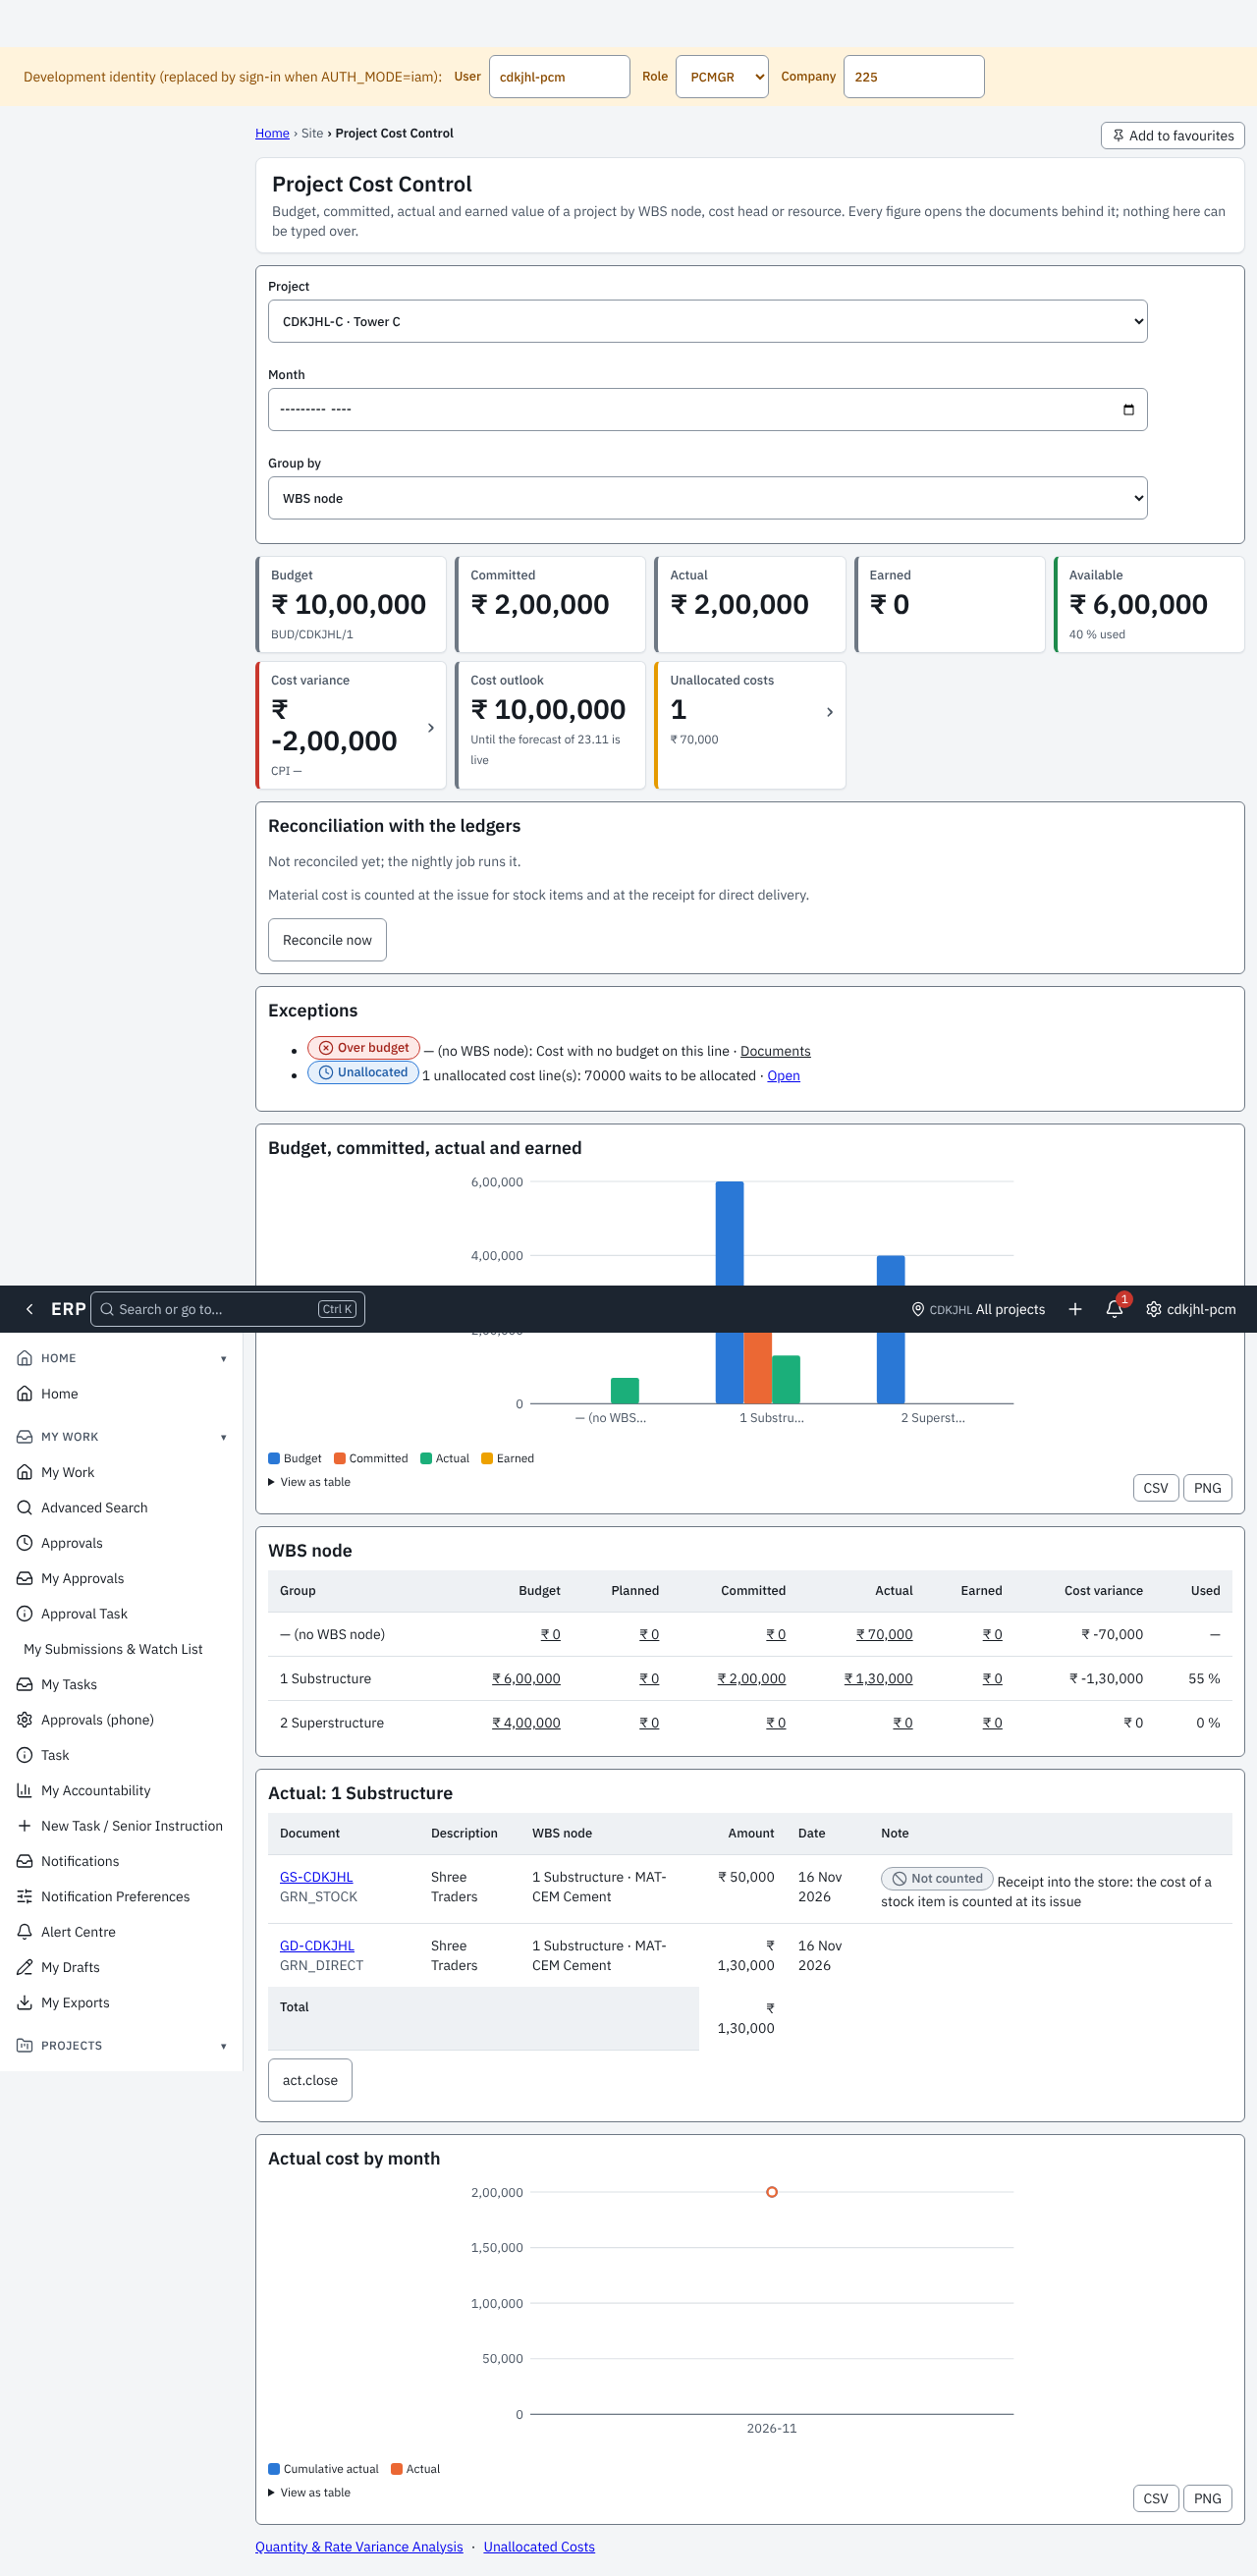 Development identity (replaced by sign-in when AUTH_MODE=iam): User cdkjhl-pcm Role PCMGR Company 225
Home › Site › Project Cost Control
Add to favourites
Project Cost Control
Budget, committed, actual and earned value of a project by WBS node, cost head or resource. Every figure opens the documents behind it; nothing here can
be typed over.
Project
CDKJHL-C · Tower C
Month
--------- ----
Group by
WBS node
Budget
₹ 10,00,000
BUD/CDKJHL/1
Committed
₹ 2,00,000
Actual
₹ 2,00,000
Earned
₹ 0
Available
₹ 6,00,000
40 % used
Cost variance
₹
-2,00,000
CPI —
Cost outlook
₹ 10,00,000
Until the forecast of 23.11 is
live
Unallocated costs
1
₹ 70,000
Reconciliation with the ledgers
Not reconciled yet; the nightly job runs it.
Material cost is counted at the issue for stock items and at the receipt for direct delivery.
Reconcile now
Exceptions
Over budget — (no WBS node): Cost with no budget on this line · Documents
Unallocated 1 unallocated cost line(s): 70000 waits to be allocated · Open
Budget, committed, actual and earned
6,00,000
4,00,000
ERP Search or go to... Ctrl K CDKJHL All projects 1 cdkjhl-pcm
0
— (no WBS... 1 Substru... 2 Superst...
Budget Committed Actual Earned
View as table
CSV PNG
HOME
Home
MY WORK
My Work
Advanced Search
Approvals
My Approvals
Approval Task
My Submissions & Watch List
My Tasks
Approvals (phone)
Task
My Accountability
New Task / Senior Instruction
Notifications
Notification Preferences
Alert Centre
My Drafts
My Exports
PROJECTS
WBS node
Group Budget Planned Committed Actual Earned Cost variance Used
— (no WBS node) ₹ 0 ₹ 0 ₹ 0 ₹ 70,000 ₹ 0 ₹ -70,000 —
1 Substructure ₹ 6,00,000 ₹ 0 ₹ 2,00,000 ₹ 1,30,000 ₹ 0 ₹ -1,30,000 55 %
2 Superstructure ₹ 4,00,000 ₹ 0 ₹ 0 ₹ 0 ₹ 0 ₹ 0 0 %
Actual: 1 Substructure
Document Description WBS node Amount Date Note
GS-CDKJHL Shree 1 Substructure · MAT- ₹ 50,000 16 Nov Not counted Receipt into the store: the cost of a
GRN_STOCK Traders CEM Cement 2026 stock item is counted at its issue
GD-CDKJHL Shree 1 Substructure · MAT- ₹ 16 Nov
GRN_DIRECT Traders CEM Cement 1,30,000 2026
Total ₹
1,30,000
act.close
Actual cost by month
2,00,000
1,50,000
1,00,000
50,000
0
2026-11
Cumulative actual Actual
View as table
CSV PNG
Quantity & Rate Variance Analysis · Unallocated Costs